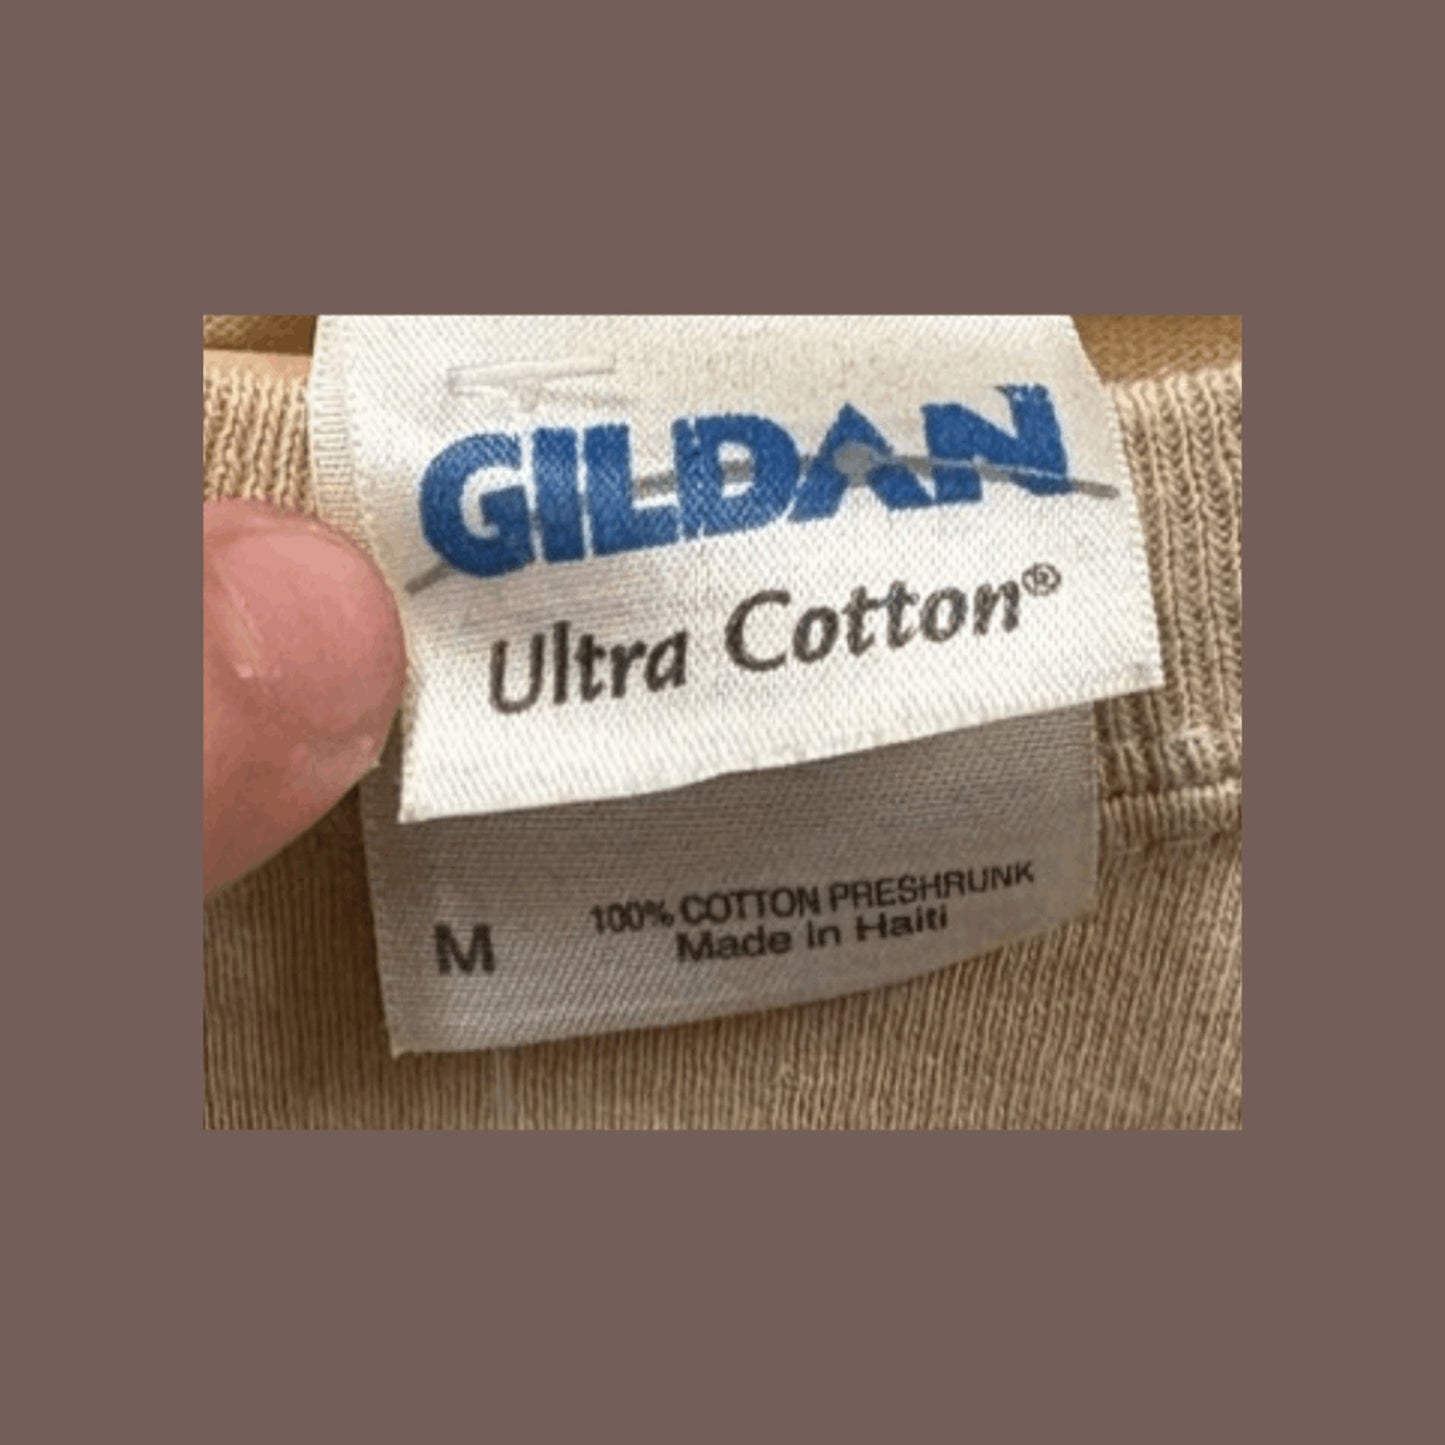 GILDAN
Ultra Cotton®
M
100% COTTON PRESHRUNK
Made in Haiti